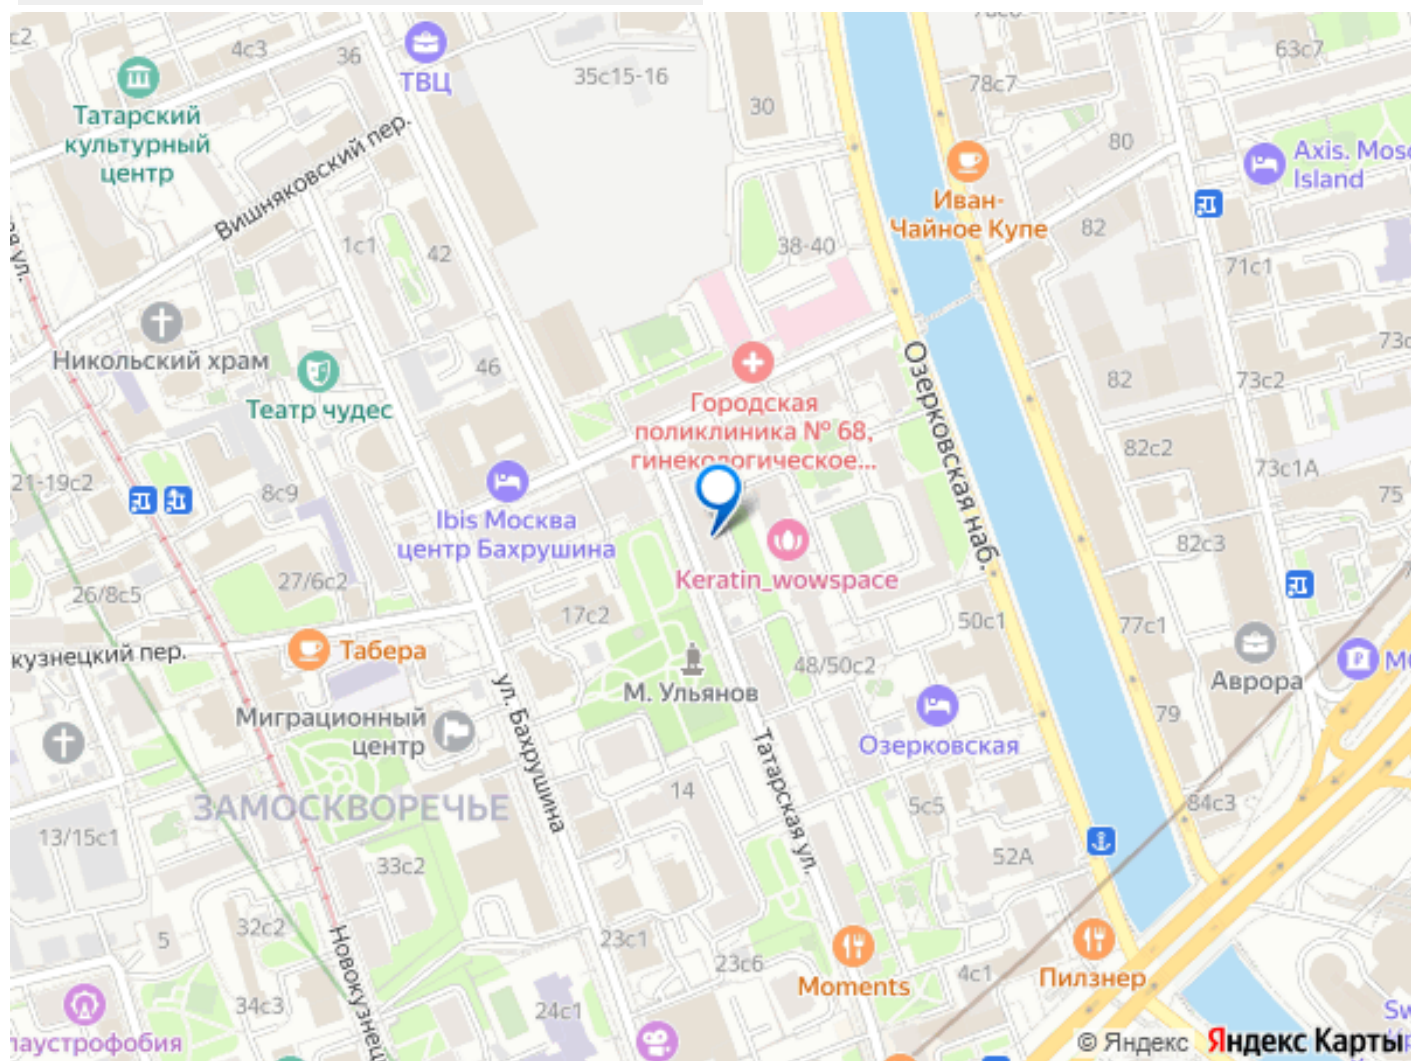 с2
4с3
36
ТВЦ
35с15-16
30
78с7
63с7
Татарский
культурный
центр
Вишняковский пер.
80
Axis.
Island
Иван-
Чайное Купе
82
1с1
42
38-40
71с1
ул.
Никольский храм
46
Театр чудес
Городская
поликлиника № 68,
гинекологическое...
Озерковская наб.
82
73с2
82с2
73с1А
75
21-19с2
8с9
Ibis Москва
центр Бахрушина
Keratin_wowspace
82с3
26/8с5
27/6с2
17с2
50с1
77с1
кузнецкий пер.
Табера
М. Ульянов
48/50с2
Аврора
ул. Бахрушина
Миграционный
центр
Озерковская
79
Татарская ул.
ЗАМОСКВОРЕЧЬЕ
14
5с5
84с3
13/15с1
33с2
52А
5
32с2
Новокузнец
23с1
23с6
Moments
4с1
Пилзнер
34с3
24с1
лаустрофобия
© Яндекс Яндекс Карты